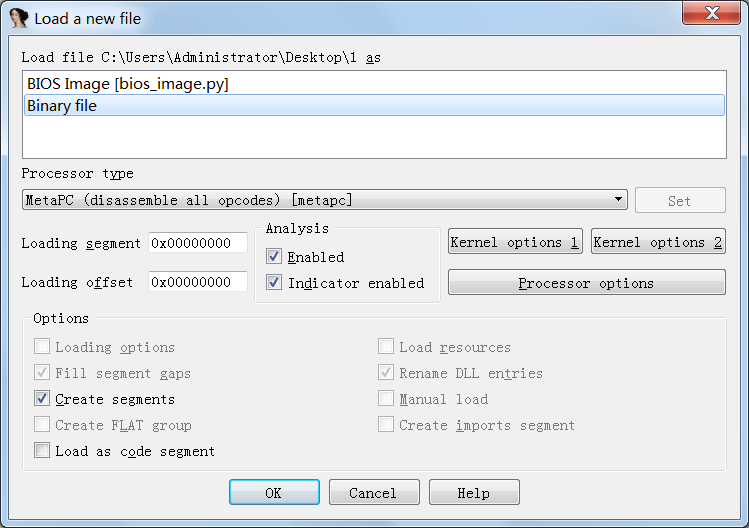 Load a new file
Load file C:\Users\Administrator\Desktop\1 as
BIOS Image [bios_image.py]
Binary file
Processor type
MetaPC (disassemble all opcodes) [metapc]
Set
Loading segment 0x00000000
Loading offset 0x00000000
Analysis
Enabled
Indicator enabled
Kernel options 1
Kernel options 2
Processor options
Options
Loading options
Load resources
Fill segment gaps
Rename DLL entries
Create segments
Manual load
Create FLAT group
Create imports segment
Load as code segment
OK
Cancel
Help